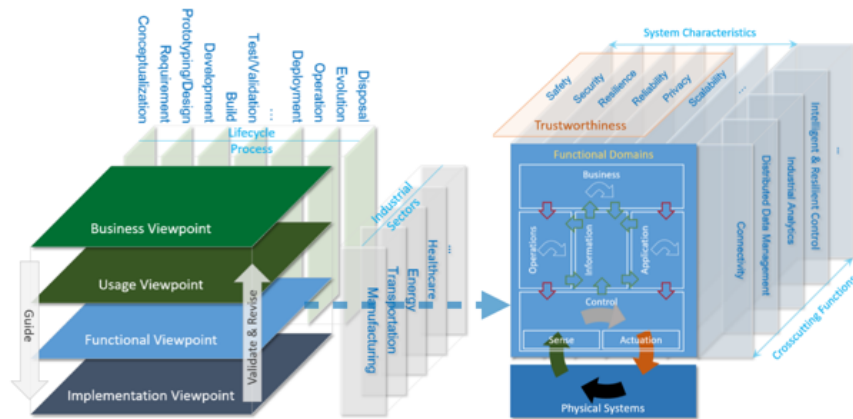 Conceptualization
Requirement
Prototyping/Design
Development
Build
Test/Validation
...
Deployment
Operation
Evolution
Disposal
Lifecycle
Process
Business Viewpoint
Usage Viewpoint
Functional Viewpoint
Implementation Viewpoint
Guide
Validate & Revise
Industrial
Sectors
Manufacturing
Transportation
Energy
Healthcare
...
System Characteristics
Safety
Security
Resilience
Reliability
Privacy
Scalability
...
Trustworthiness
Functional Domains
Business
Operations
Information
Application
Control
Sense
Actuation
Physical Systems
Connectivity
Distributed Data Management
Industrial Analytics
Intelligent & Resillient Control
...
Crosscutting Functions